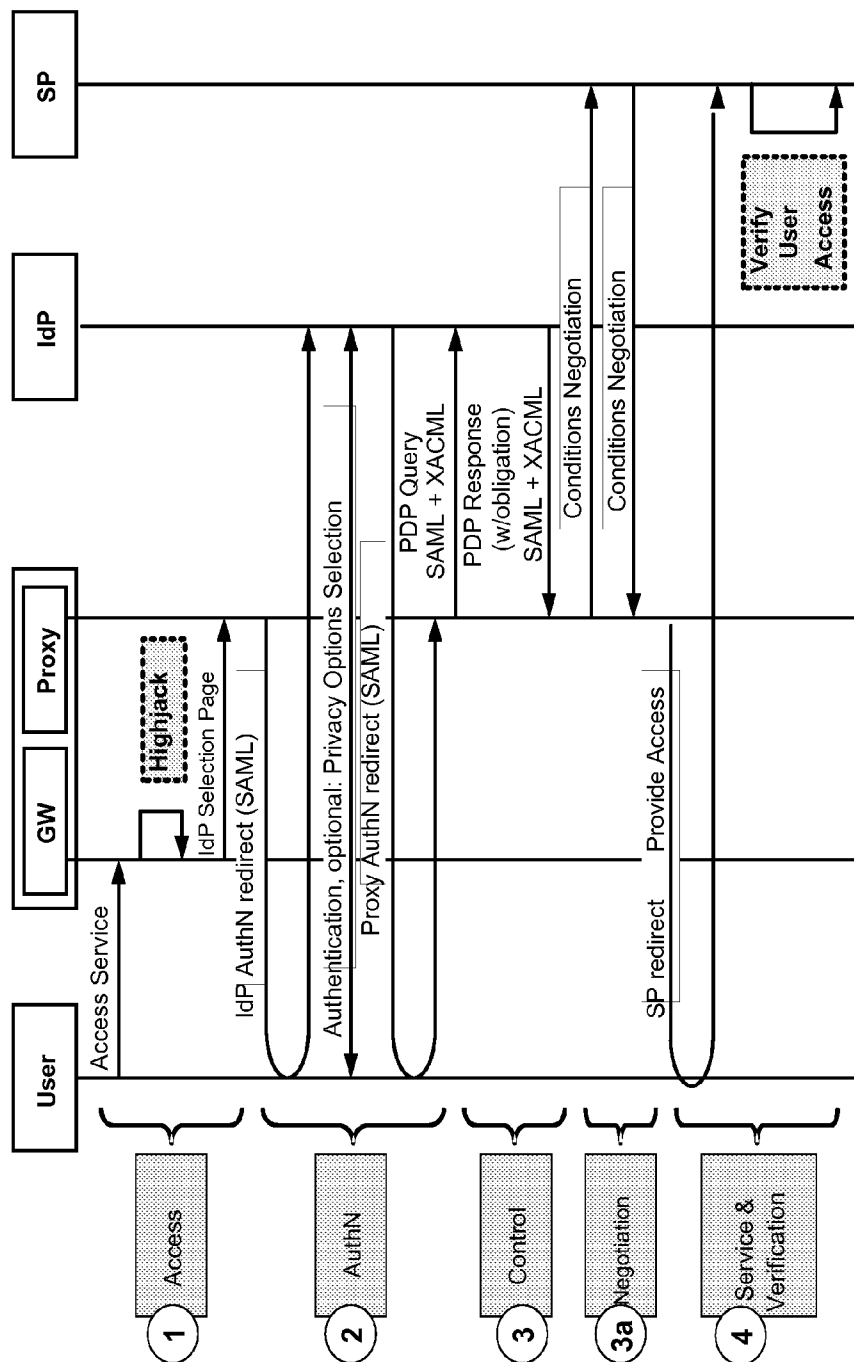 User
GW
Proxy
IdP
SP
1
Access
Access Service
Highjack
IdP Selection Page
2
AuthN
IdP AuthN redirect (SAML)
Authentication, optional: Privacy Options Selection
Proxy AuthN redirect (SAML)
3
Control
PDP Query
SAML + XACML
PDP Response
(w/obligation)
SAML + XACML
3a
Negotiation
Conditions Negotiation
Conditions Negotiation
4
Service &
Verification
SP redirect
Provide Access
Verify
User
Access